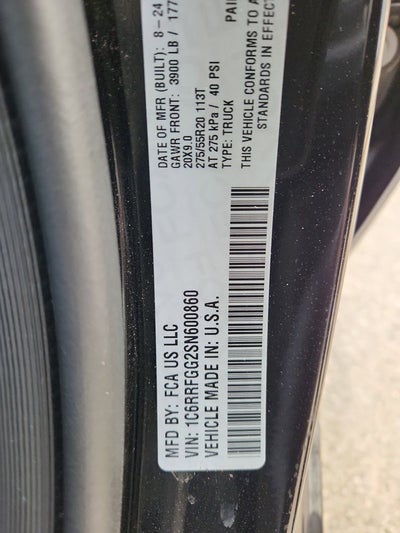 MFD BY: FCA US LLC
DATE OF MFR (BUILT): 8-24
GAWR FRONT: 3900 LB / 177
20X9.0
275/55R20 113T
AT 275 kPa / 40 PSI
TYPE: TRUCK
PAI
THIS VEHICLE CONFORMS TO A
STANDARDS IN EFFECT
VIN: 1C6RRFGG2SN600860
VEHICLE MADE IN: U.S.A.